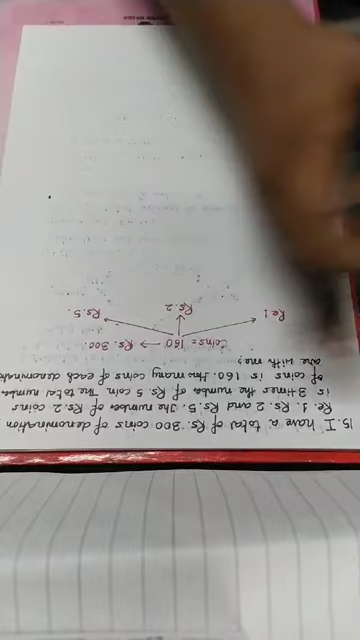 15. I have a total of Rs. 300 coins of denomination
Re. 1. Rs. 2 and Rs. 5. The number of Rs. 2 coins
is 3 times the number of Rs. 5 coin. The total number
of coins is 160. How many coins of each denominat
are with me?
Coins = 160 → Rs. 300.
Re 1 Rs. 2 Rs. 5.